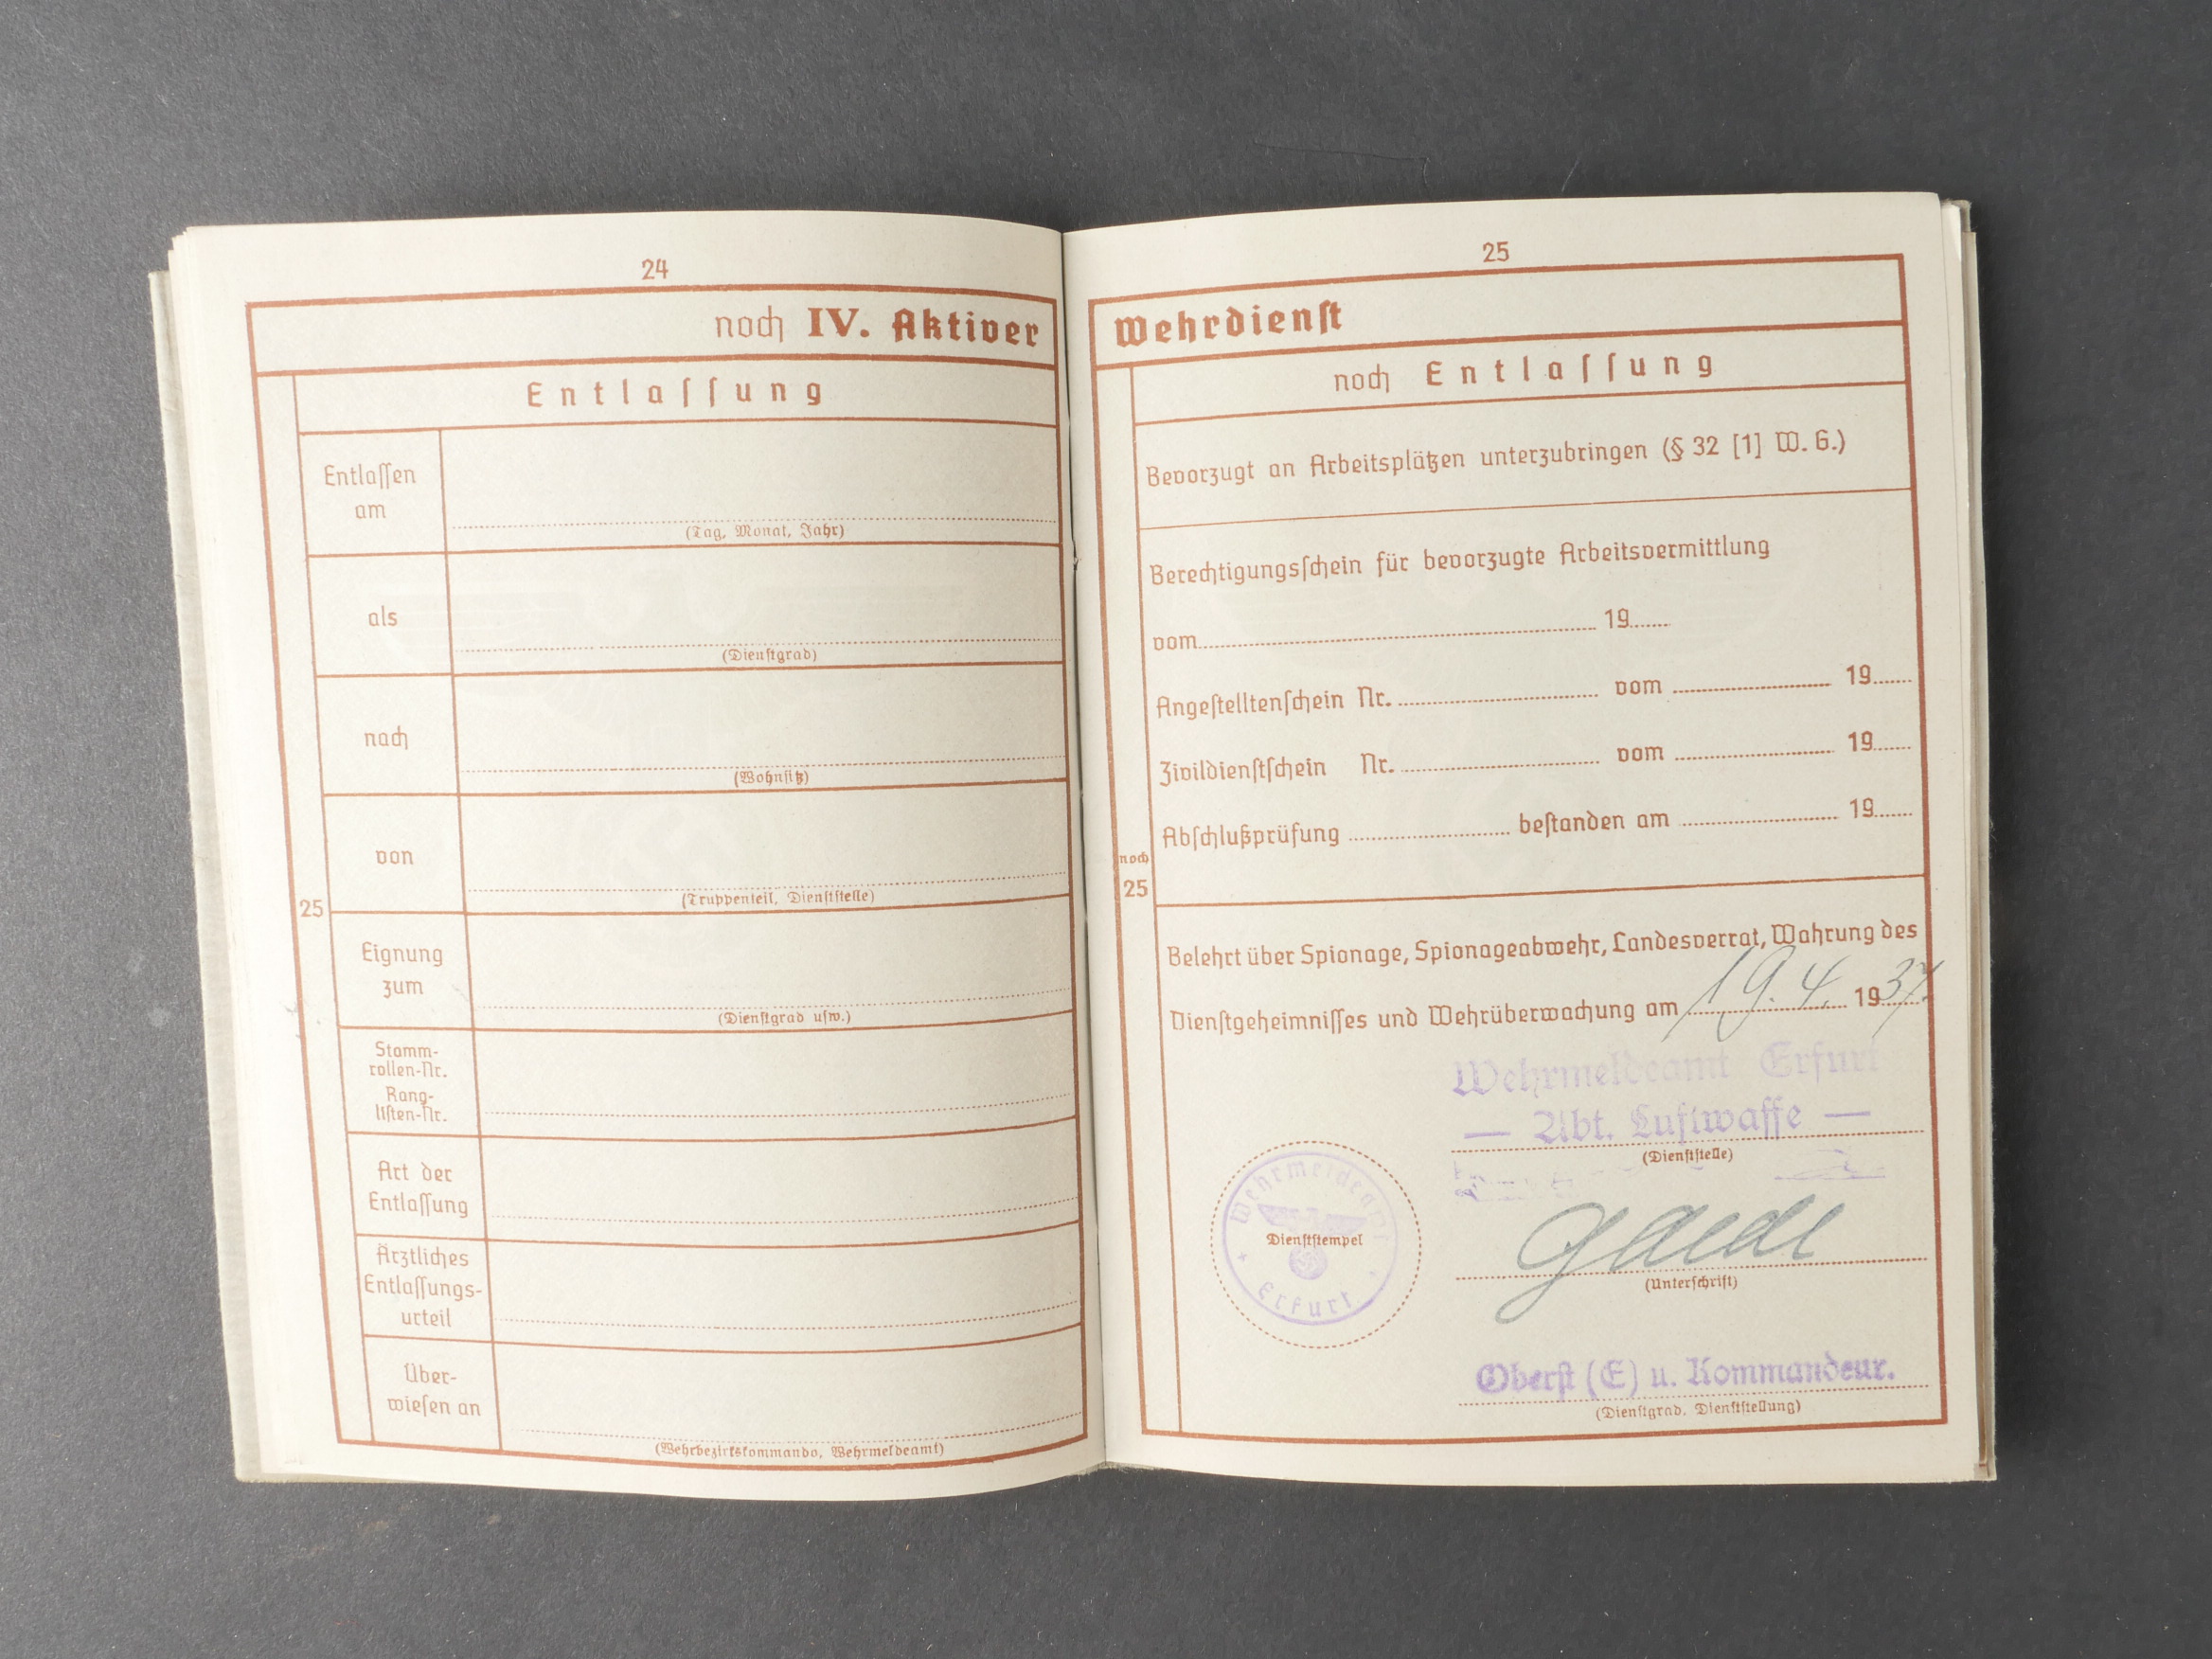 24
noch IV. Aktiver
Entlassung
Entlassen
am
(Tag, Monat, Jahr)
als
(Dienstgrad)
nach
(Wohnsitz)
von
(Truppenteil, Dienststelle)
25
Eignung
zum
(Dienstgrad usw.)
Stamm-
rollen-Nr.
Rang-
listen-Nr.
Art der
Entlassung
Ärztliches
Entlassungs-
urteil
Über-
wiesen an
(Wehrbezirkskommando, Wehrmeldeamt)
25
Wehrdienst
noch Entlassung
Bevorzugt an Arbeitsplätzen unterzubringen (§ 32 [1] W. G.)
Berechtigungsschein für bevorzugte Arbeitsvermittlung
vom 19
Angestelltenschein Nr. vom 19
Zivildienstschein Nr. vom 19
Abschlußprüfung bestanden am 19
noch
25
Belehrt über Spionage, Spionageabwehr, Landesverrat, Wahrung des
Dienstgeheimnisses und Wehrüberwachung am 19. 4. 1937.
Wehrmeldeamt Erfurt
— Abt. Luftwaffe —
(Dienststelle)
Wehrmeldeamt
Dienststempel
Erfurt
Gaede
(Unterschrift)
Oberst (E) u. Kommandeur.
(Dienstgrad, Dienststellung)